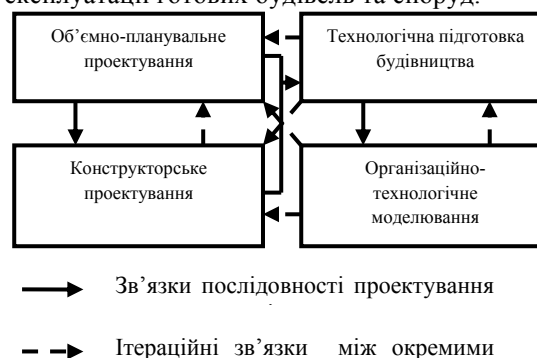 експлуатації готових будівель та споруд.
Об’ємно-планувальне
проектування
Технологічна підготовка
будівництва
Конструкторське
проектування
Організаційно-
технологічне
моделювання
Зв’язки послідовності проектування
Ітераційні зв’язки між окремими